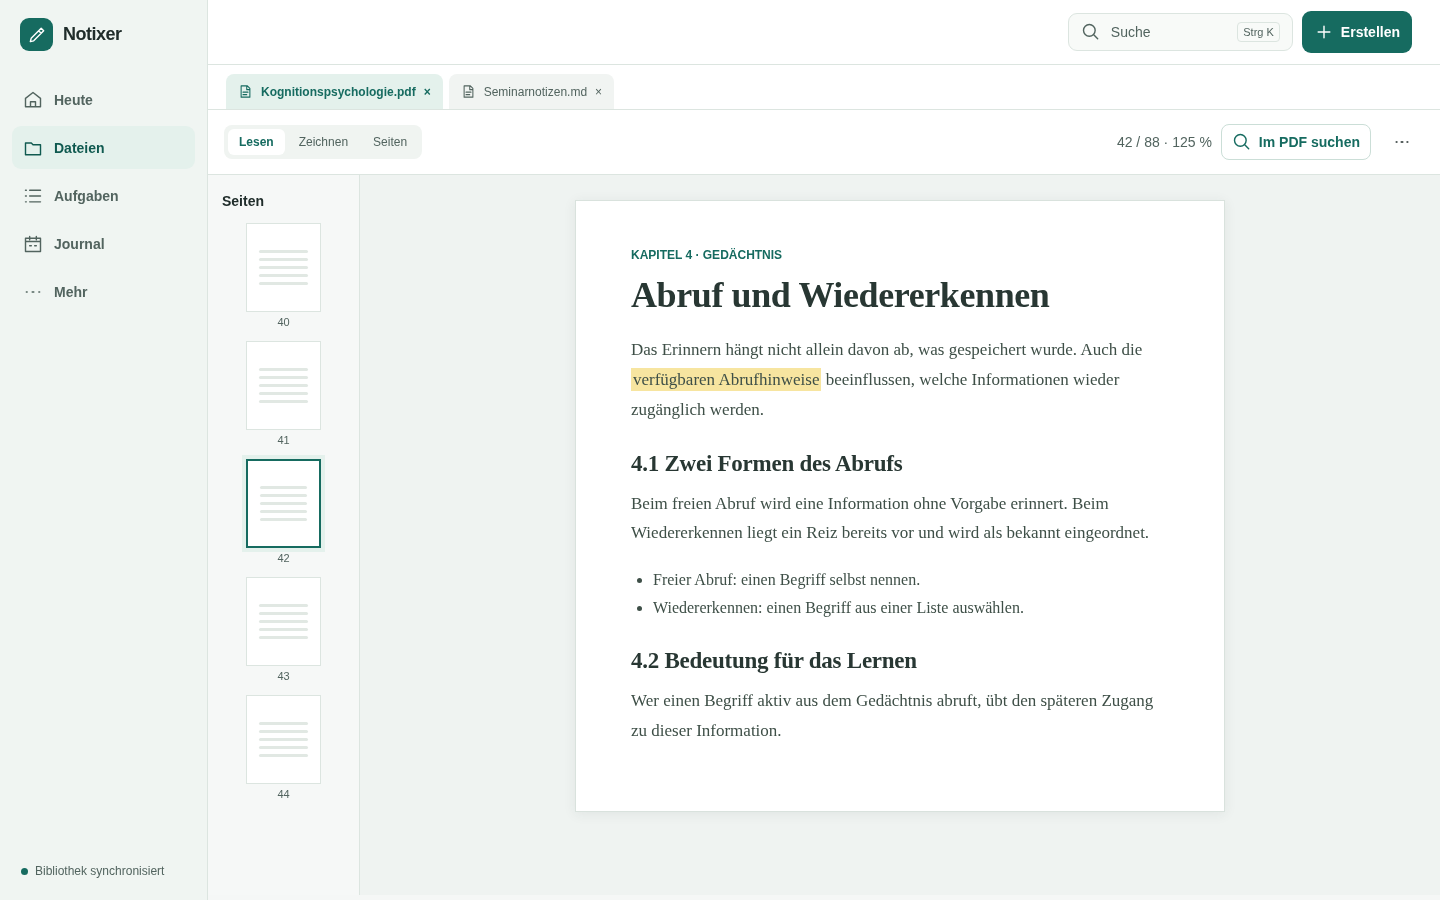 Notixer
Heute
Dateien
Aufgaben
Journal
Mehr
Bibliothek synchronisiert
Suche
Strg K
Erstellen
Kognitionspsychologie.pdf ×
Seminarnotizen.md ×
Lesen
Zeichnen
Seiten
42 / 88 · 125 %
Im PDF suchen
Seiten
40
41
42
43
44
KAPITEL 4 · GEDÄCHTNIS
Abruf und Wiedererkennen
Das Erinnern hängt nicht allein davon ab, was gespeichert wurde. Auch die
verfügbaren Abrufhinweise beeinflussen, welche Informationen wieder
zugänglich werden.
4.1 Zwei Formen des Abrufs
Beim freien Abruf wird eine Information ohne Vorgabe erinnert. Beim
Wiedererkennen liegt ein Reiz bereits vor und wird als bekannt eingeordnet.
• Freier Abruf: einen Begriff selbst nennen.
• Wiedererkennen: einen Begriff aus einer Liste auswählen.
4.2 Bedeutung für das Lernen
Wer einen Begriff aktiv aus dem Gedächtnis abruft, übt den späteren Zugang
zu dieser Information.